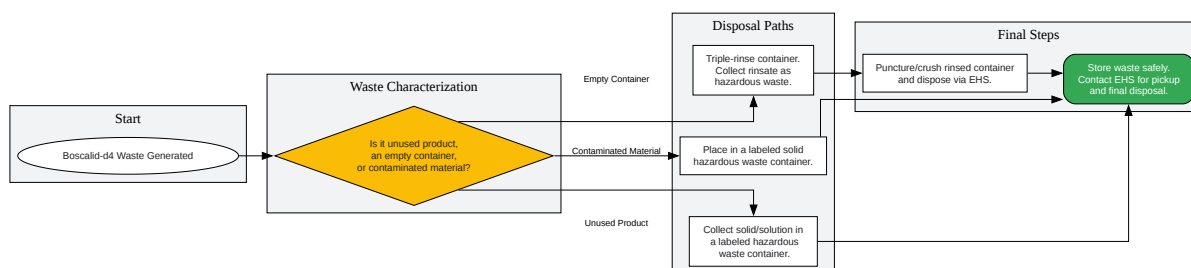 Start
Boscalid-d4 Waste Generated
Waste Characterization
Is it unused product,
an empty container,
or contaminated material?
Empty Container
Contaminated Material
Unused Product
Disposal Paths
Triple-rinse container.
Collect rinsate as
hazardous waste.
Place in a labeled solid
hazardous waste container.
Collect solid/solution in
a labeled hazardous
waste container.
Final Steps
Puncture/crush rinsed container
and dispose via EHS.
Store waste safely.
Contact EHS for pickup
and final disposal.